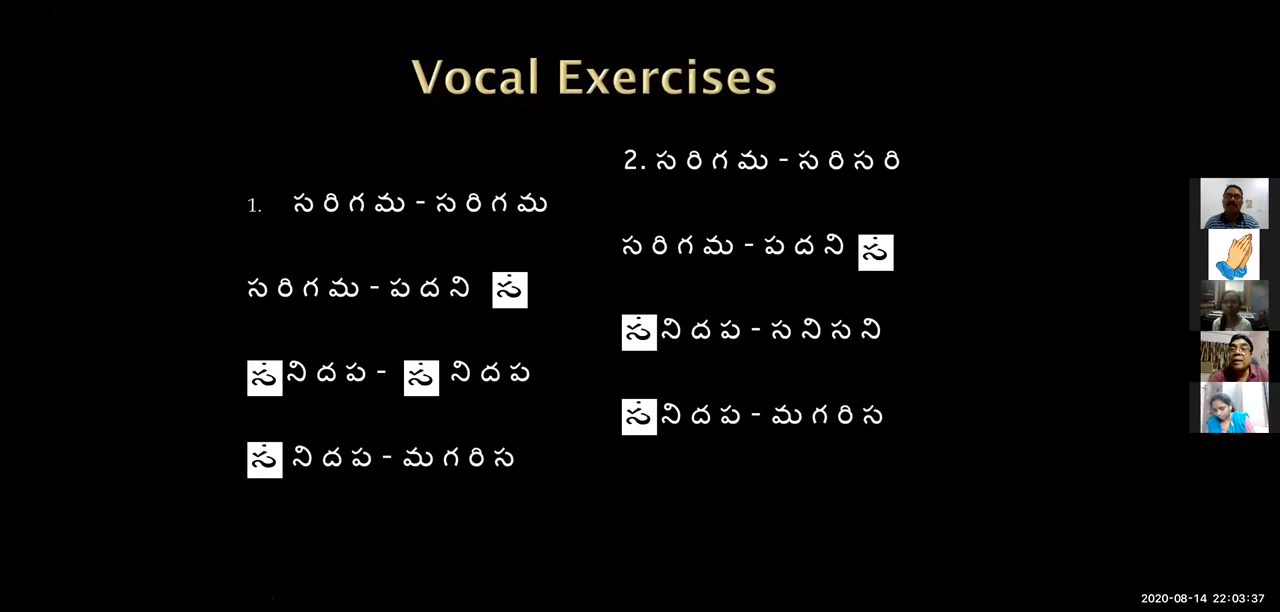 Vocal Exercises
1. స రి గ మ - స రి గ మ
స రి గ మ - ప ద ని స
స ని ద ప - స ని ద ప
స ని ద ప - మ గ రి స
2. స రి గ మ - స రి స రి
స రి గ మ - ప ద ని స
స ని ద ప - స ని స ని
స ని ద ప - మ గ రి స
2020-08-14 22:03:37